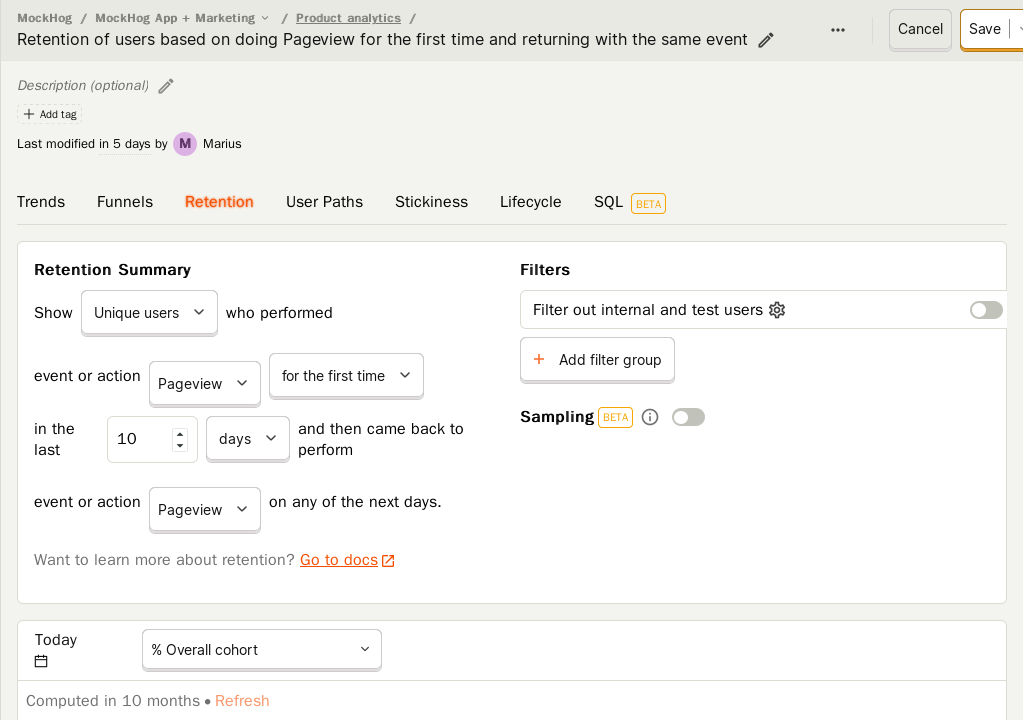 MockHog / MockHog App + Marketing / Product analytics /
Retention of users based on doing Pageview for the first time and returning with the same event
Cancel
Save
Description (optional)
+ Add tag
Last modified in 5 days by M Marius
Trends Funnels Retention User Paths Stickiness Lifecycle SQL BETA
Retention Summary
Show Unique users who performed
event or action Pageview for the first time
in the last 10 days and then came back to perform
event or action Pageview on any of the next days.
Want to learn more about retention? Go to docs
Filters
Filter out internal and test users
+ Add filter group
Sampling BETA
Today
% Overall cohort
Computed in 10 months • Refresh